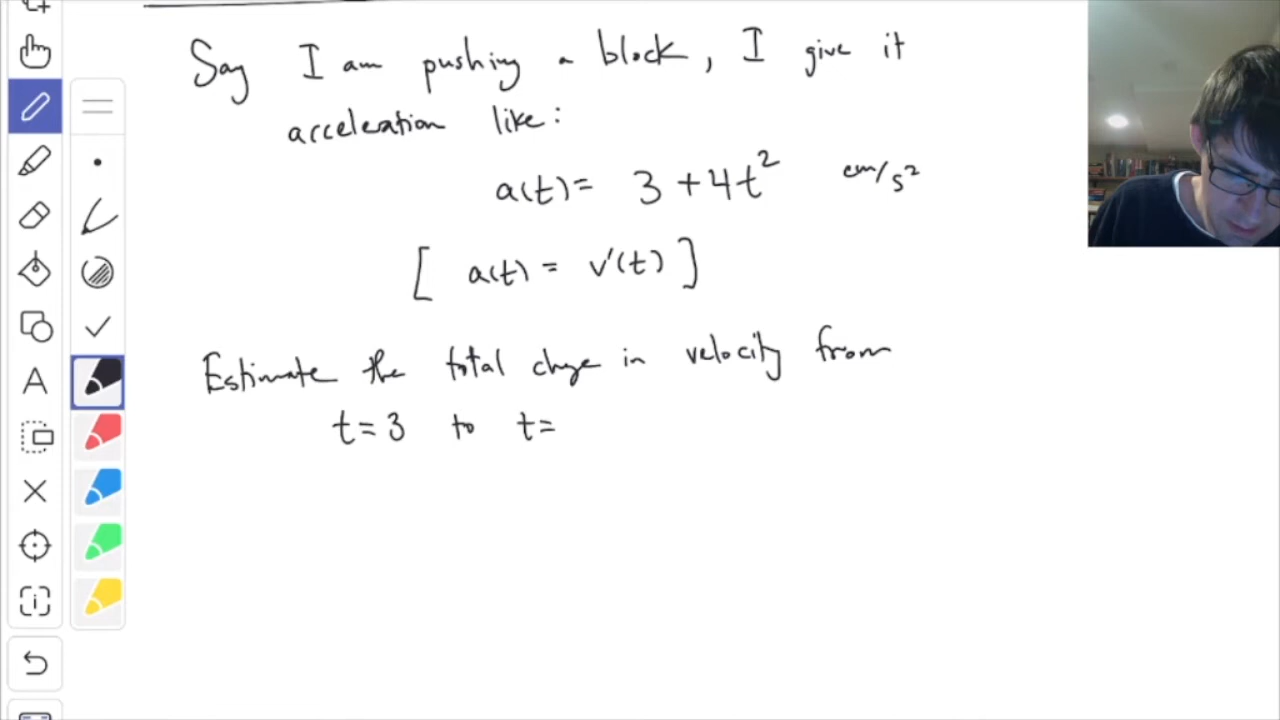 Say I am pushing a block, I give it
acceleration like:
a(t) = 3 + 4t² cm/s²
[ a(t) = v'(t) ]
Estimate the total change in velocity from
t = 3 to t =
A